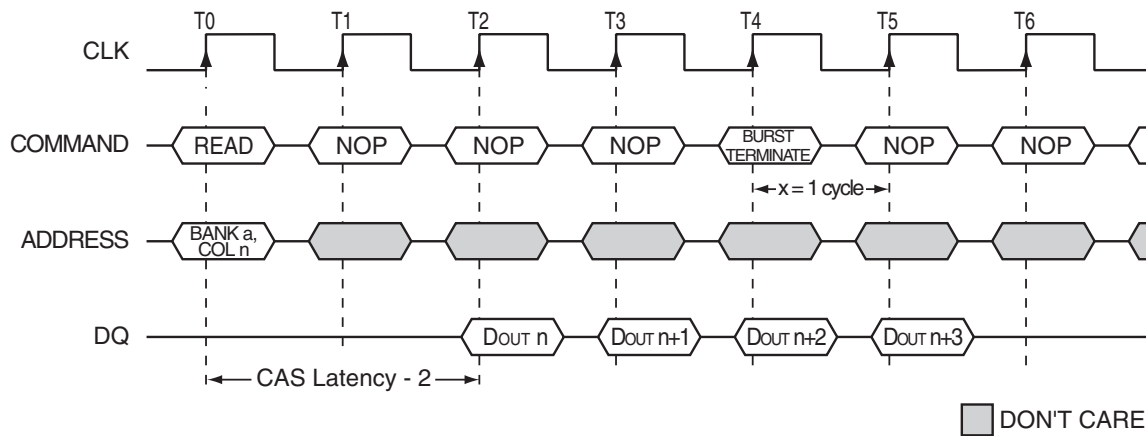 T0 T1 T2 T3 T4 T5 T6
CLK
COMMAND READ NOP NOP NOP BURST TERMINATE NOP NOP
x = 1 cycle
ADDRESS BANK a, COL n
DQ DOUT n DOUT n+1 DOUT n+2 DOUT n+3
CAS Latency - 2
DON'T CARE